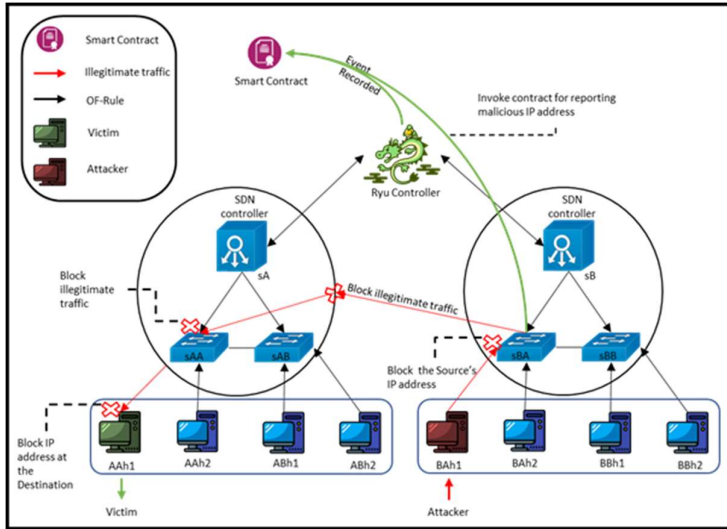 Smart Contract
Illegitimate traffic
OF-Rule
Victim
Attacker
Smart Contract
Event
Recorded
Invoke contract for reporting
malicious IP address
Ryu Controller
SDN
controller
sA
SDN
controller
sB
Block
illegitimate
traffic
Block illegitimate traffic
sAA
sAB
sBA
sBB
Block the Source's
IP address
Block IP
address at
the
Destination
AAh1
AAh2
ABh1
ABh2
BAh1
BAh2
BBh1
BBh2
Victim
Attacker